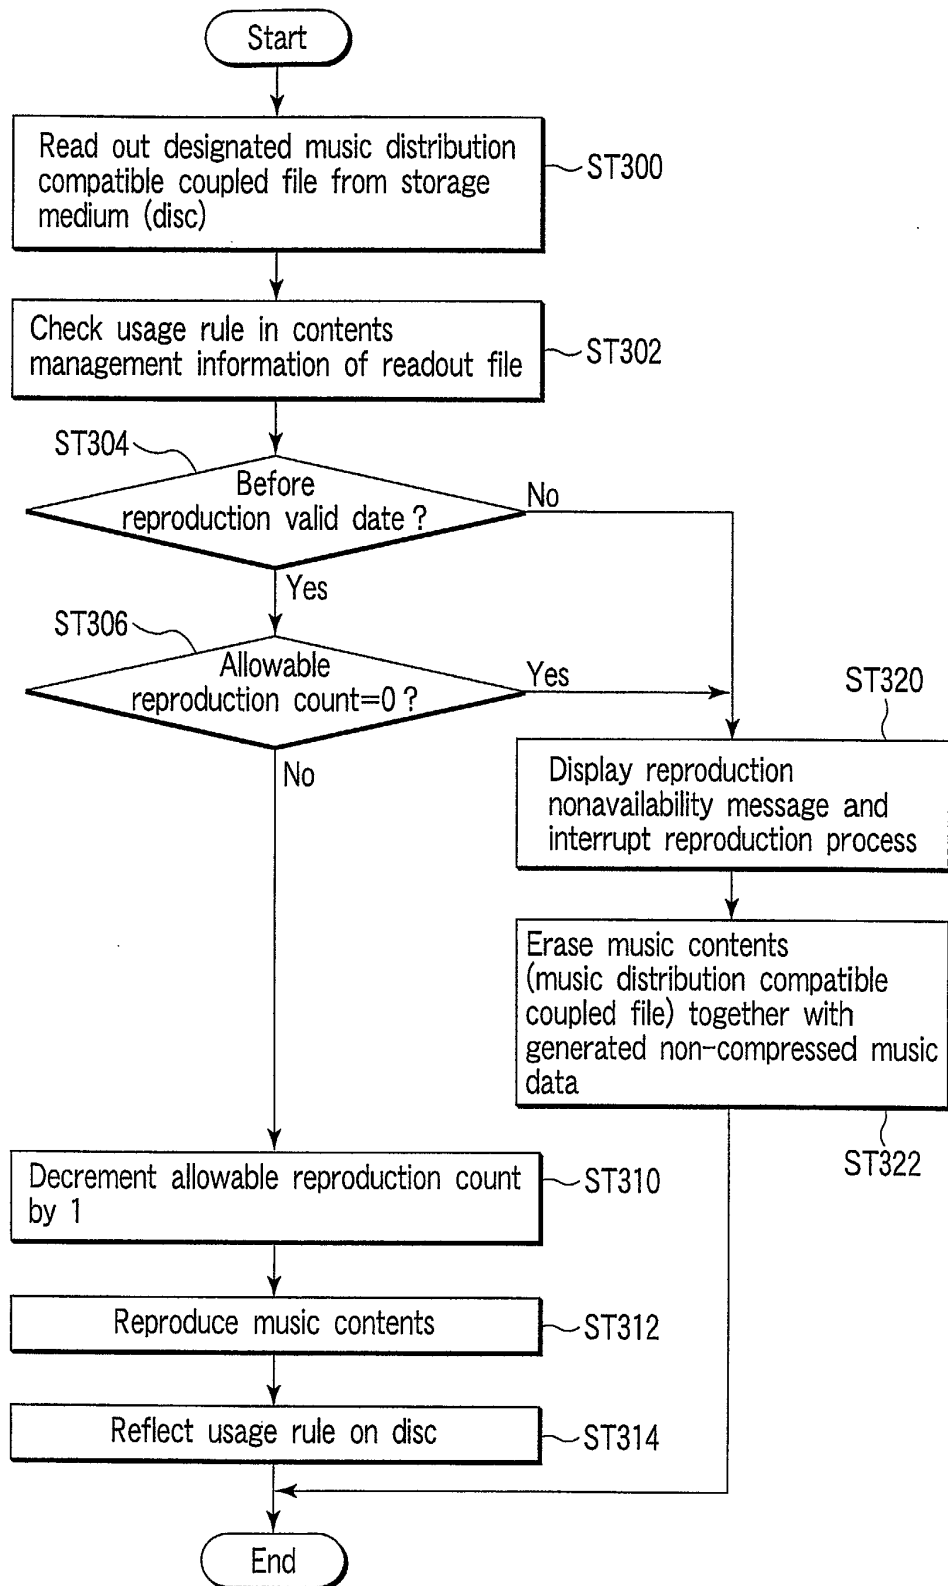 Start
Read out designated music distribution
compatible coupled file from storage
medium (disc)
ST300
Check usage rule in contents
management information of readout file
ST302
ST304
Before
reproduction valid date?
No
Yes
ST306
Allowable
reproduction count=0?
Yes
No
ST320
Display reproduction
nonavailability message and
interrupt reproduction process
Erase music contents
(music distribution compatible
coupled file) together with
generated non-compressed music
data
ST322
Decrement allowable reproduction count
by 1
ST310
Reproduce music contents
ST312
Reflect usage rule on disc
ST314
End